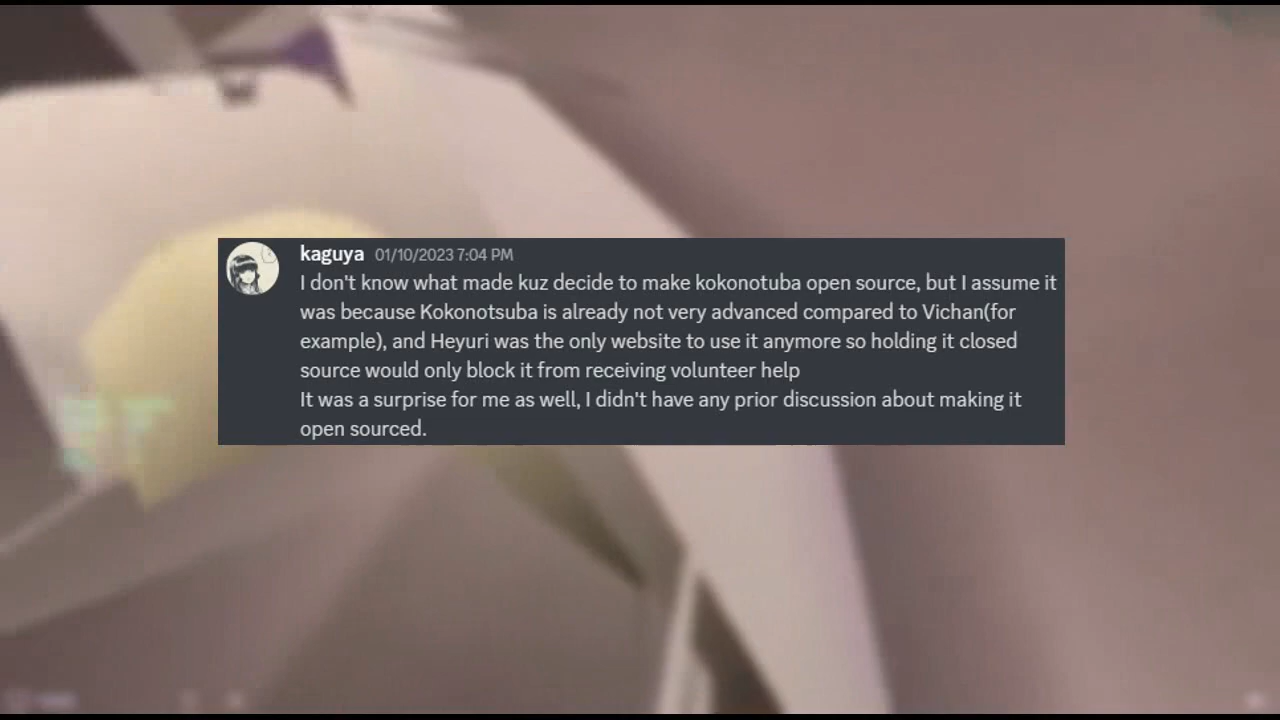 kaguya 01/10/2023 7:04 PM
I don't know what made kuz decide to make kokonotuba open source, but I assume it
was because Kokonotsuba is already not very advanced compared to Vichan(for
example), and Heyuri was the only website to use it anymore so holding it closed
source would only block it from receiving volunteer help
It was a surprise for me as well, I didn't have any prior discussion about making it
open sourced.